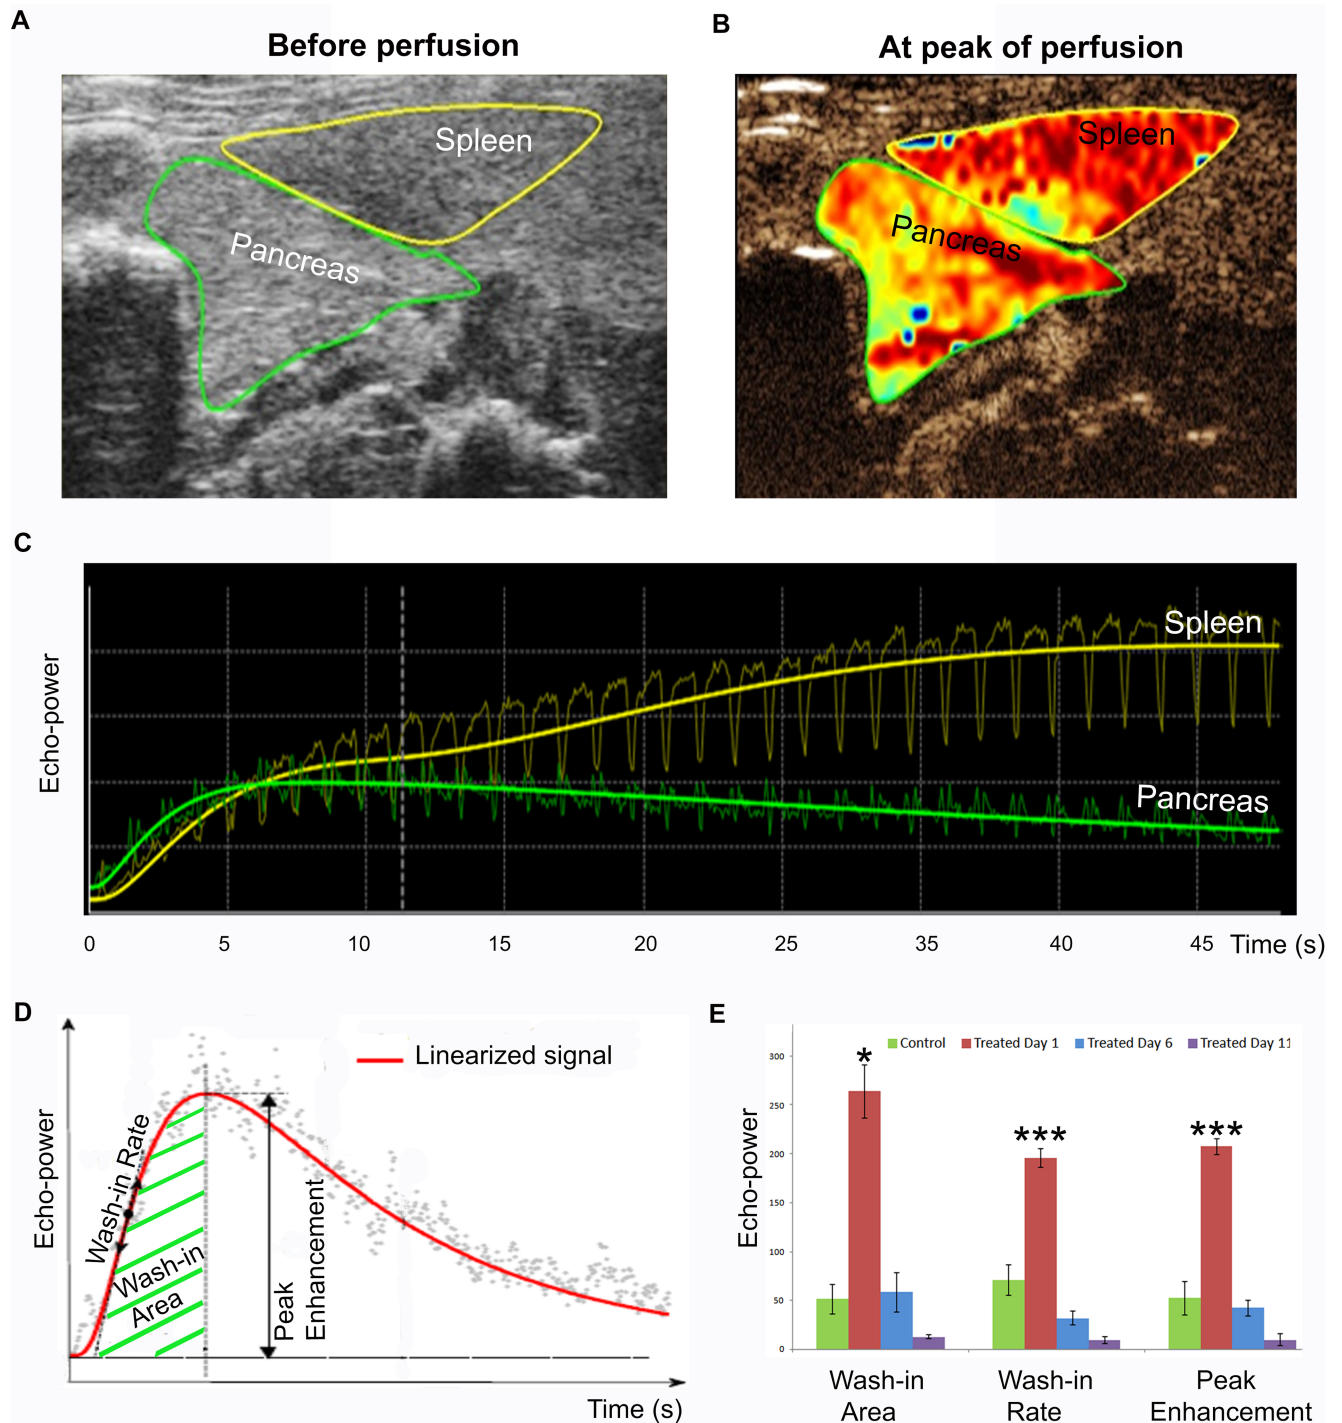 A
Before perfusion
Spleen
Pancreas
B
At peak of perfusion
Spleen
Pancreas
C
Echo-power
Spleen
Pancreas
0 5 10 15 20 25 35 40 45 Time (s)
D
Echo-power
Linearized signal
Wash-in Rate
Wash-in
Area
Peak
Enhancement
Time (s)
E
Echo-power
Control Treated Day 1 Treated Day 6 Treated Day 11
300
250
200
150
100
50
0
*
***
***
Wash-in
Area
Wash-in
Rate
Peak
Enhancement